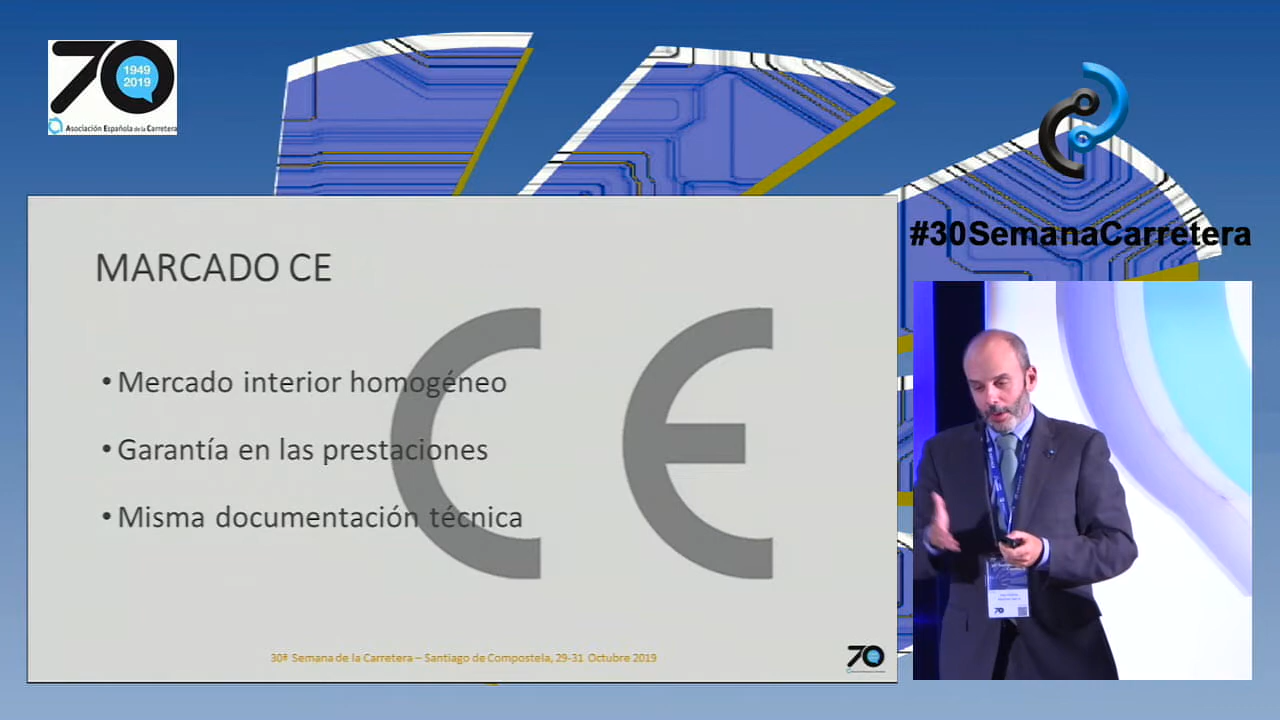 70
1949
2019
Asociación Española de la Carretera
#30SemanaCarretera
MARCADO CE
CE
• Mercado interior homogéneo
• Garantía en las prestaciones
• Misma documentación técnica
30ª Semana de la Carretera – Santiago de Compostela, 29-31 Octubre 2019
70
70